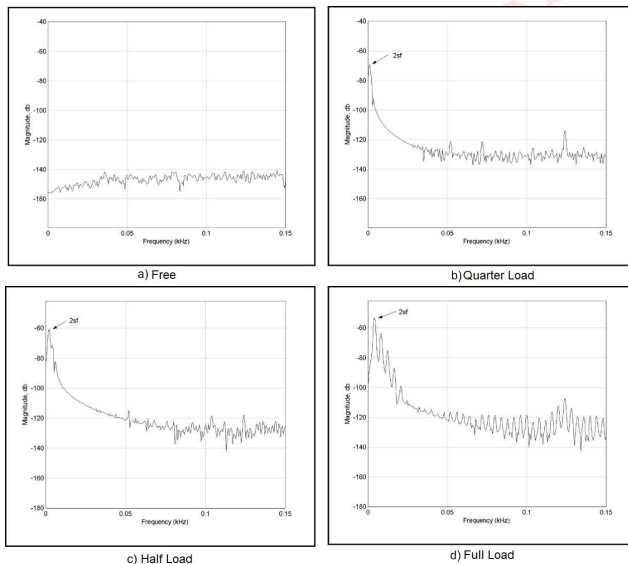 -40
-60
-80
-100
-120
-140
-160
Magnitude, db
0
0.05
0.1
0.15
Frequency (kHz)
a) Free
-40
-60
-80
-100
-120
-140
-160
Magnitude, db
2sf
0
0.05
0.1
0.15
Frequency (kHz)
b) Quarter Load
-60
-80
-100
-120
-140
-160
-180
Magnitude, db
2sf
0
0.05
0.1
0.15
Frequency (kHz)
c) Half Load
-60
-80
-100
-120
-140
-160
-180
Magnitude, db
2sf
0
0.05
0.1
0.15
Frequency (kHz)
d) Full Load